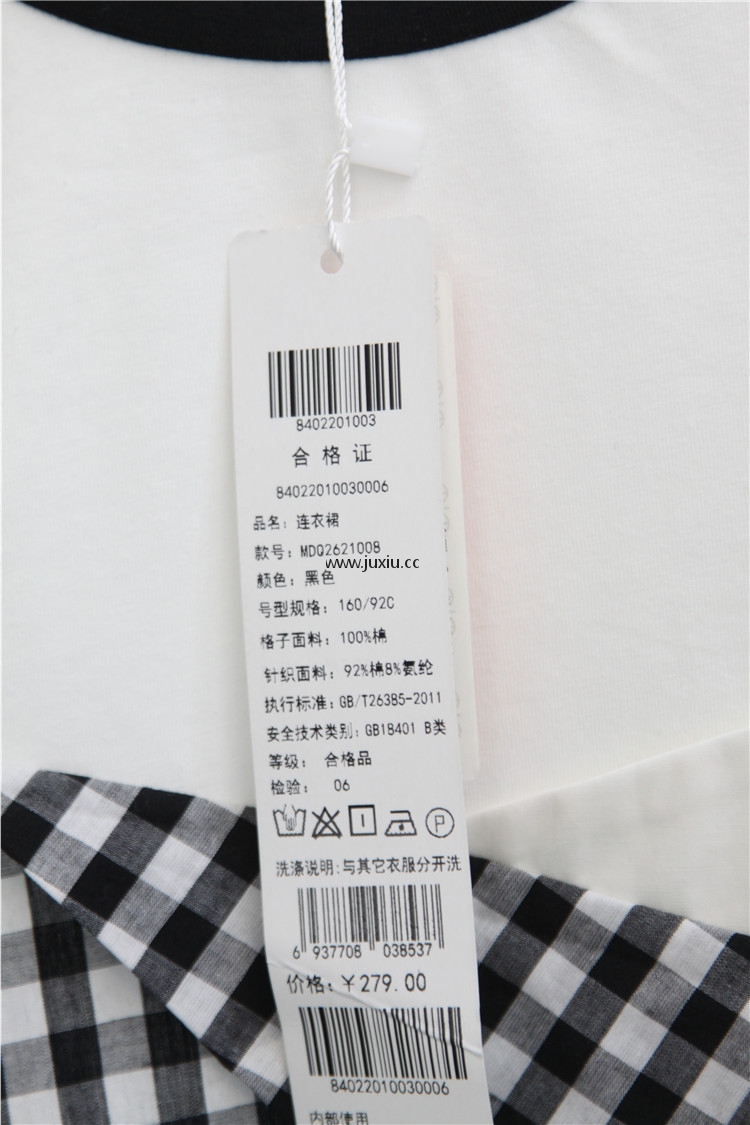 8402201003
合格证
84022010030006
品名: 连衣裙
款号: MDQ2621008
www.juxiu.cc
颜色: 黑色
号型规格: 160/92C
格子面料: 100%棉
针织面料: 92%棉8%氨纶
执行标准: GB/T26385-2011
安全技术类别: GB18401 B类
等级: 合格品
检验: 06
P
洗涤说明:与其它衣服分开洗
6 937708 038537
价格:￥279.00
84022010030006
内部使用